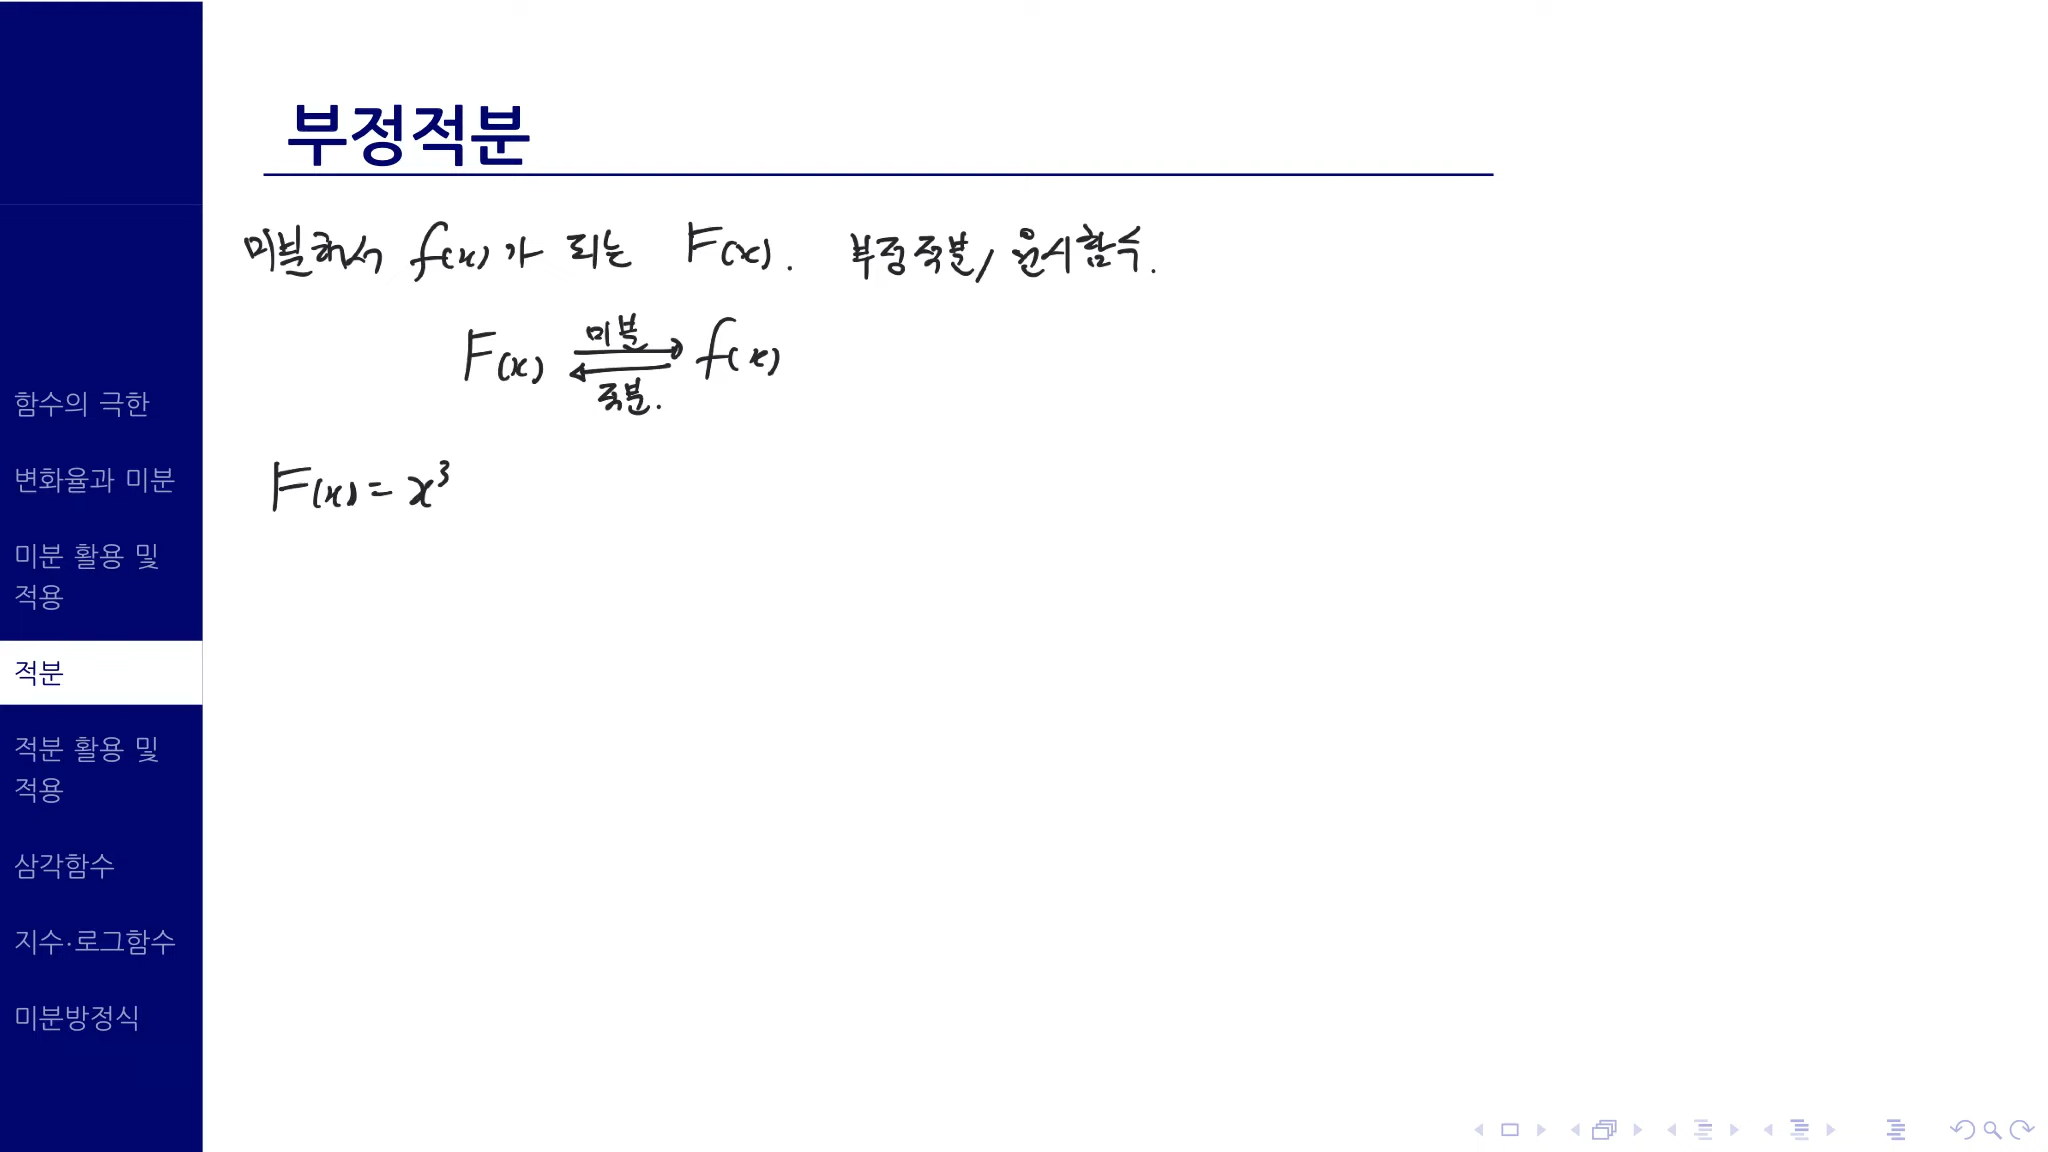 부정적분
미분해서 f(x)가 되는 F(x). 부정적분/원시함수.
미분
F(x) ⇄ f(x)
적분.
F(x) = x³
함수의 극한
변화율과 미분
미분 활용 및
적용
적분
적분 활용 및
적용
삼각함수
지수·로그함수
미분방정식